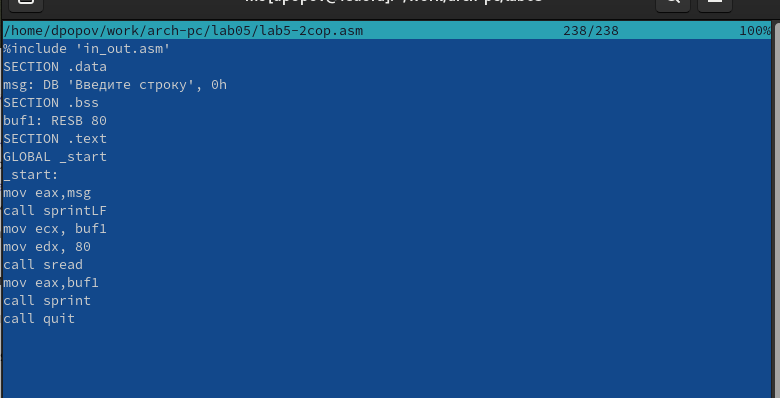 /home/dpopov/work/arch-pc/lab05/lab5-2cop.asm 238/238 100%
%include 'in_out.asm'
SECTION .data
msg: DB 'Введите строку', 0h
SECTION .bss
buf1: RESB 80
SECTION .text
GLOBAL _start
_start:
mov eax,msg
call sprintLF
mov ecx, buf1
mov edx, 80
call sread
mov eax,buf1
call sprint
call quit